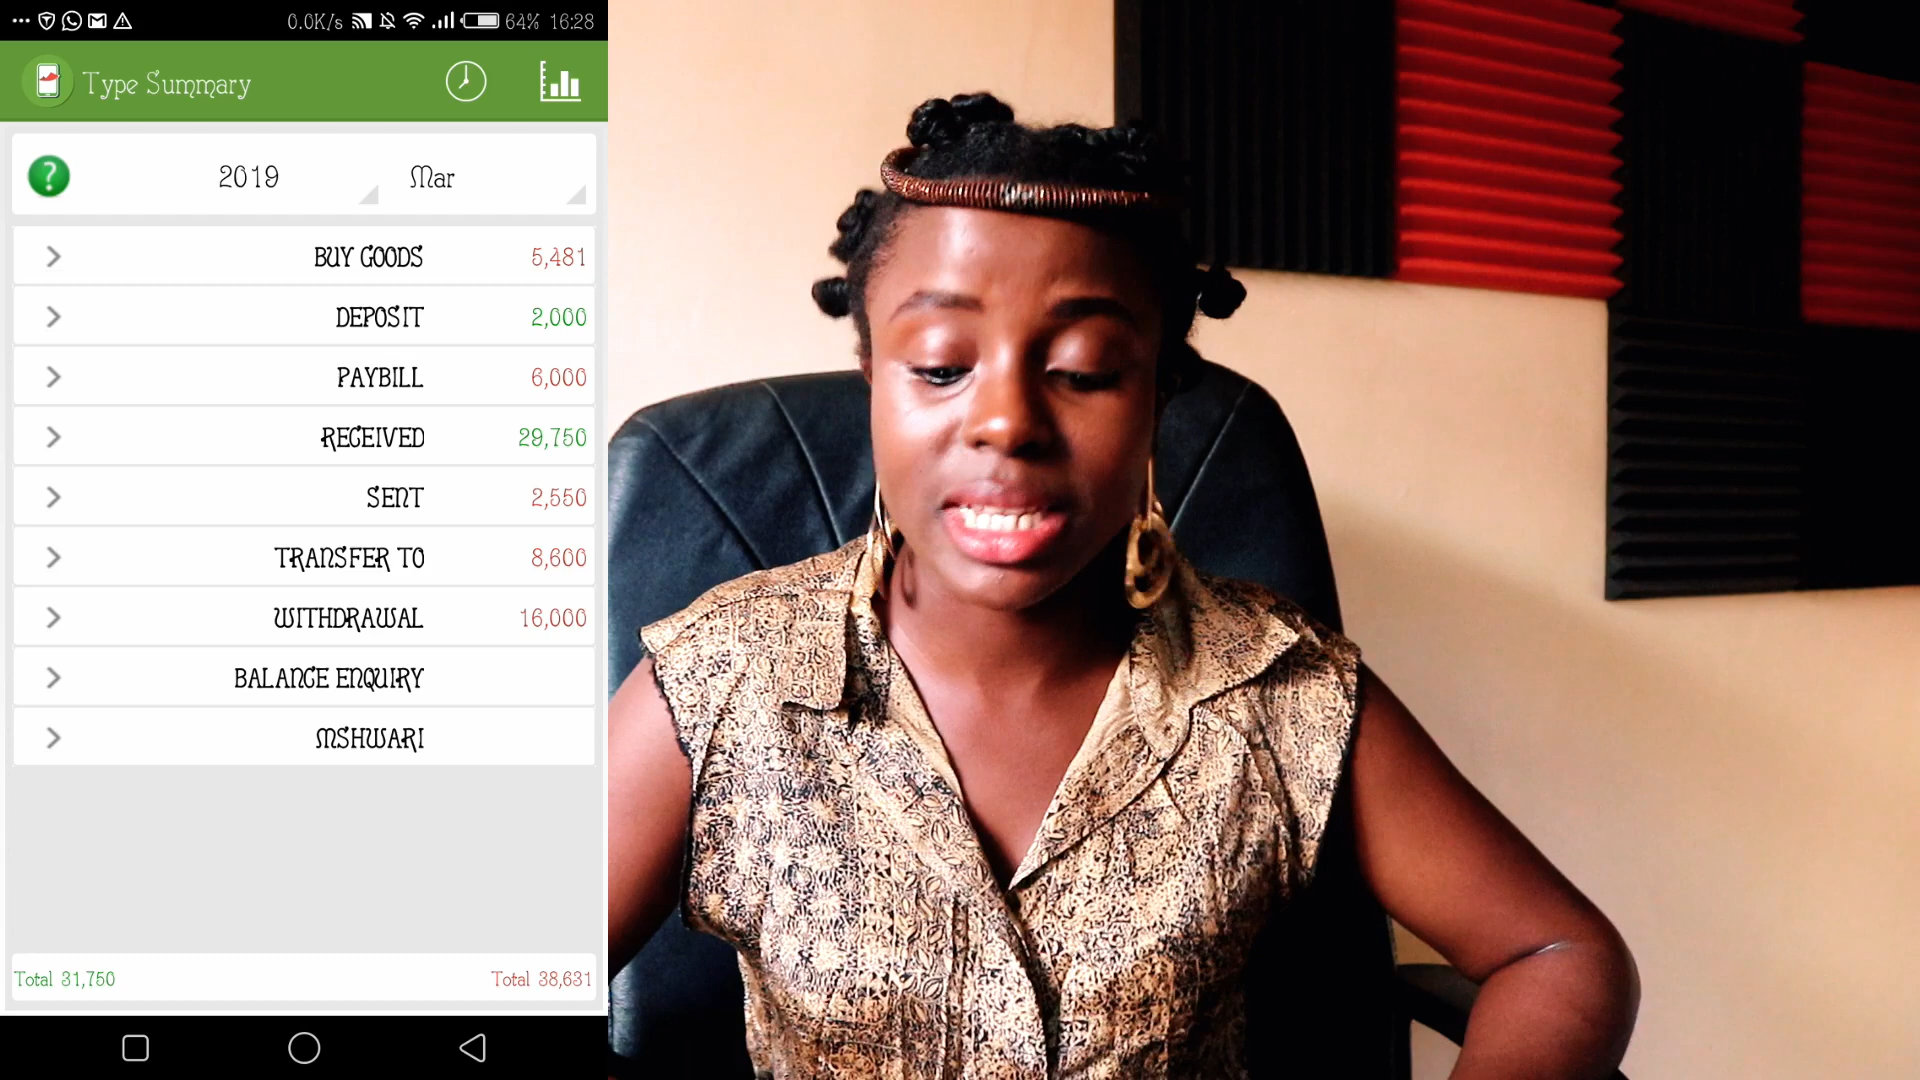 0.0K/s 64% 16:28
Type Summary
? 2019 Mar
BUY GOODS 5,481
DEPOSIT 2,000
PAYBILL 6,000
RECEIVED 29,750
SENT 2,550
TRANSFER TO 8,600
WITHDRAWAL 16,000
BALANCE ENQUIRY
MSHWARI
Total 31,750 Total 38,631